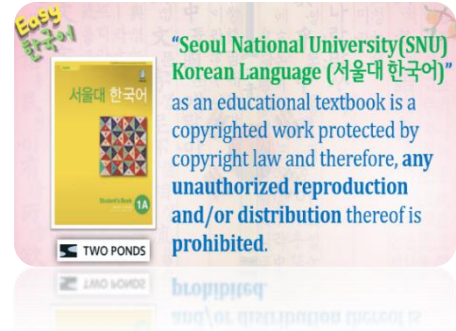 Easy
한국어
"Seoul National University(SNU)
Korean Language (서울대 한국어)"
as an educational textbook is a
copyrighted work protected by
copyright law and therefore, any
unauthorized reproduction
and/or distribution thereof is
prohibited.
서울대 한국어
Student's Book 1A
TWO PONDS